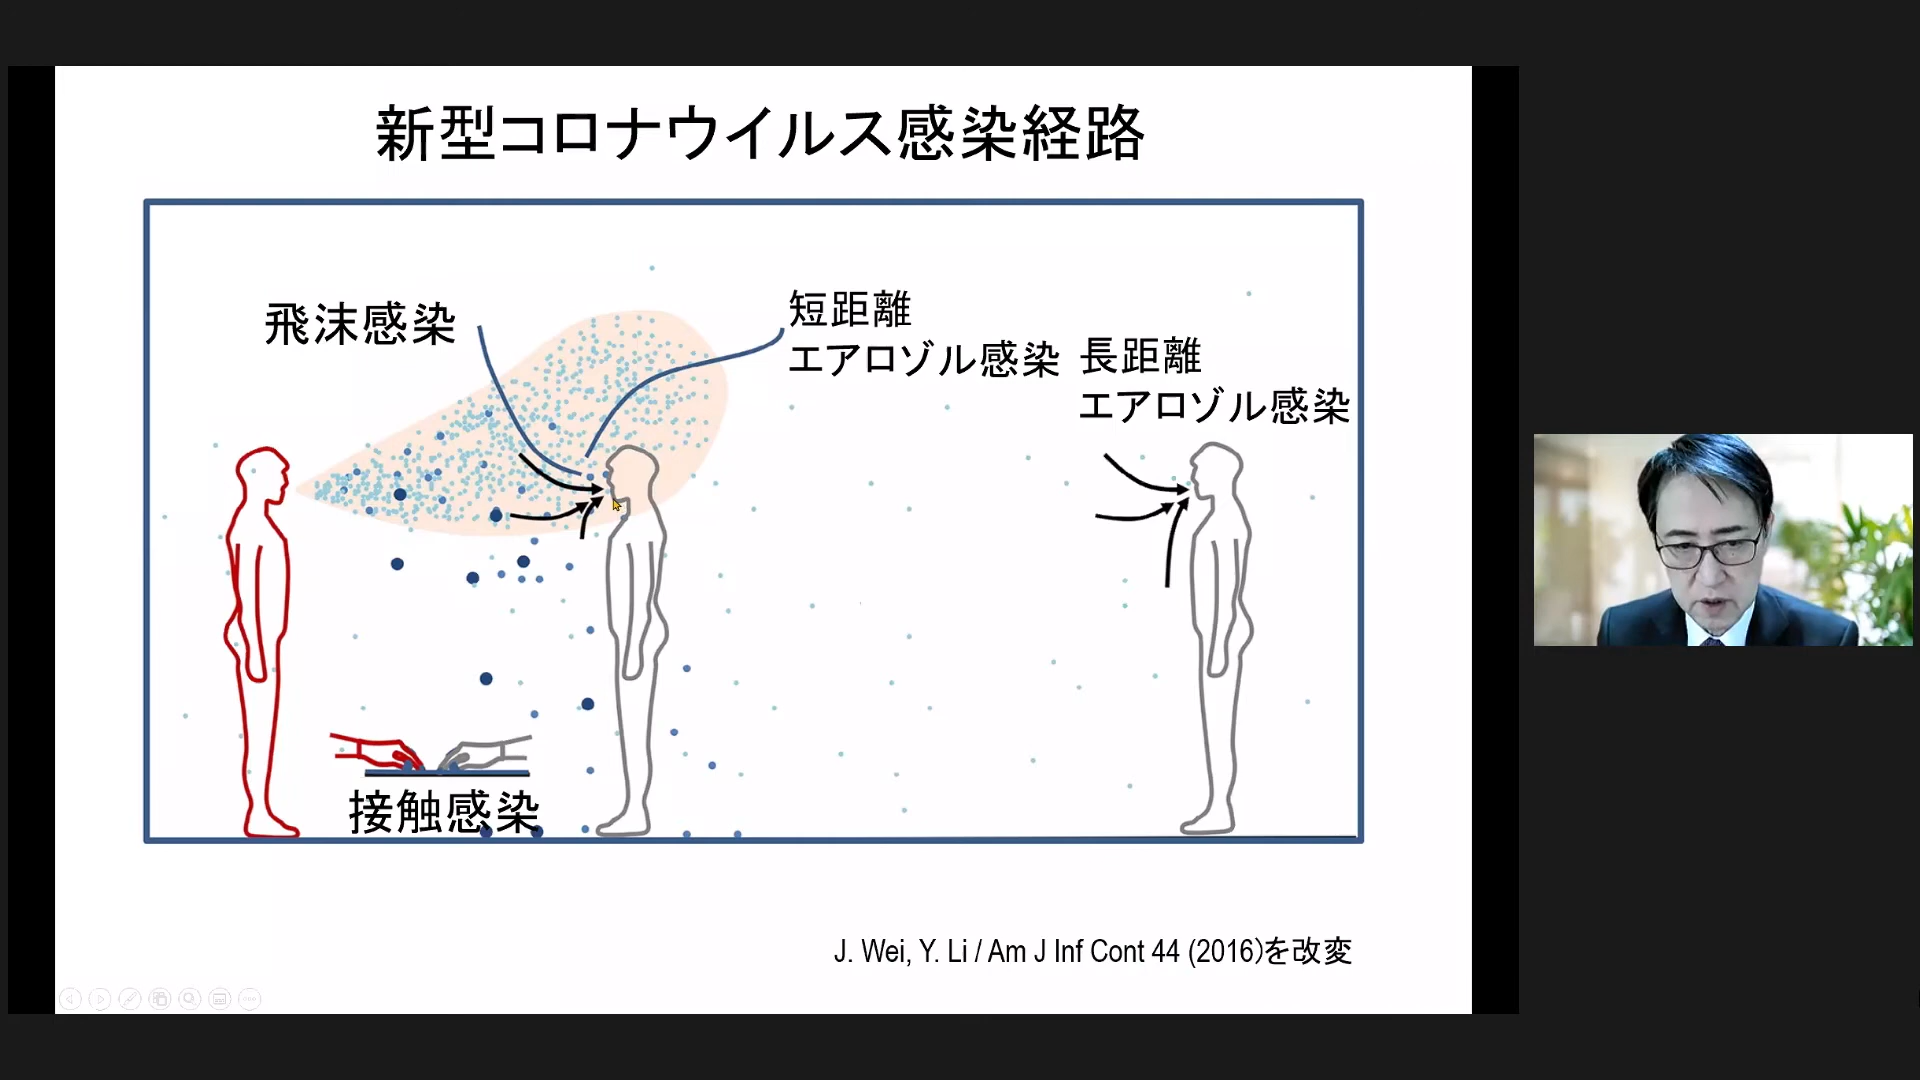 新型コロナウイルス感染経路
飛沫感染
短距離
エアロゾル感染
長距離
エアロゾル感染
接触感染
J. Wei, Y. Li / Am J Inf Cont 44 (2016)を改変